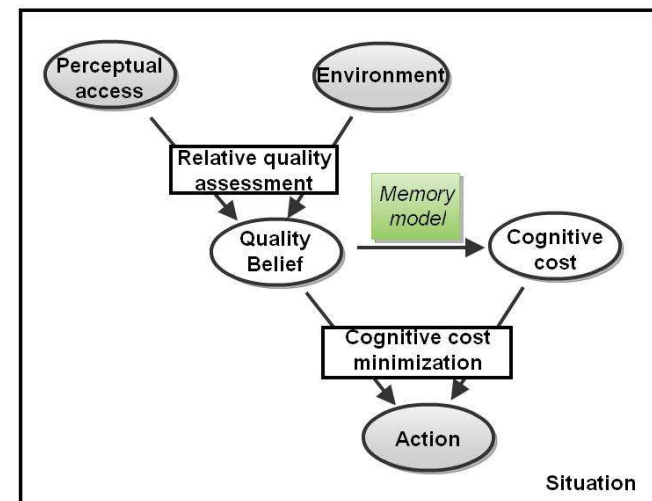 Perceptual
access
Environment
Relative quality
assessment
Memory
model
Quality
Belief
Cognitive
cost
Cognitive cost
minimization
Action
Situation